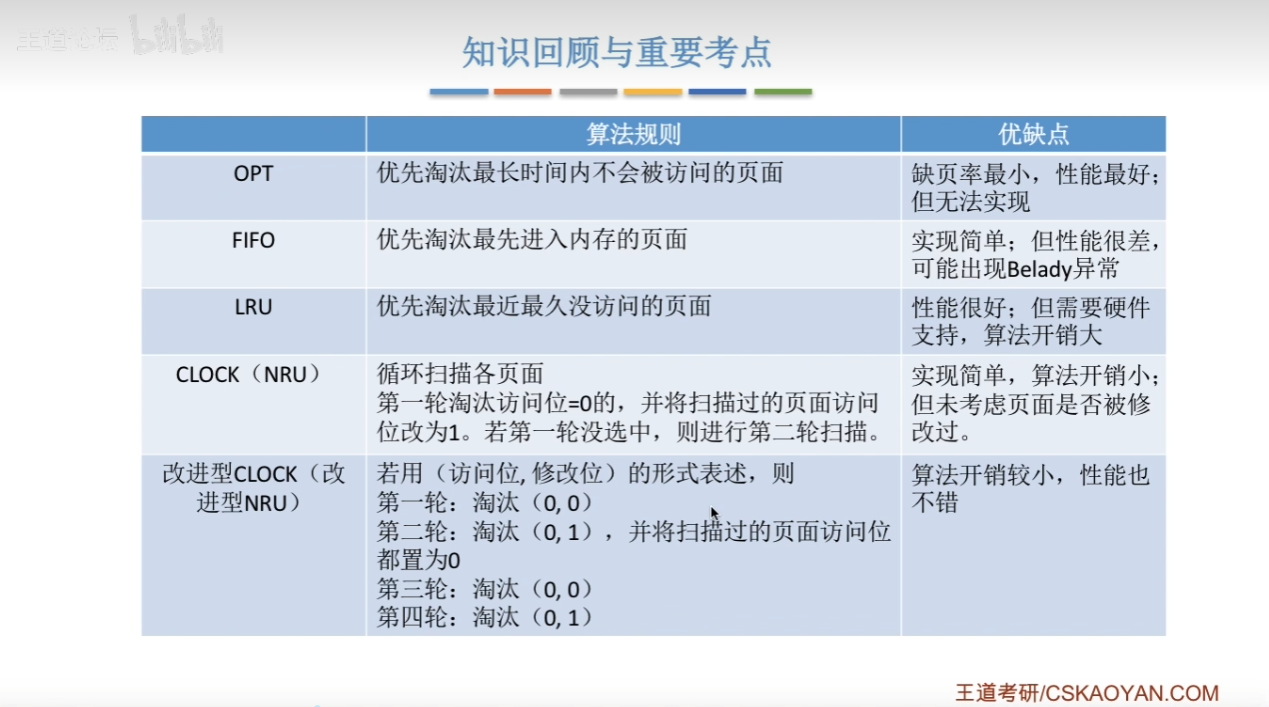 王道论坛 bilibili
知识回顾与重要考点
算法规则 优缺点
OPT 优先淘汰最长时间内不会被访问的页面 缺页率最小，性能最好；
但无法实现
FIFO 优先淘汰最先进入内存的页面 实现简单；但性能很差，
可能出现Belady异常
LRU 优先淘汰最近最久没访问的页面 性能很好；但需要硬件
支持，算法开销大
CLOCK（NRU） 循环扫描各页面
第一轮淘汰访问位=0的，并将扫描过的页面访问
位改为1。若第一轮没选中，则进行第二轮扫描。
实现简单，算法开销小；
但未考虑页面是否被修
改过。
改进型CLOCK（改
进型NRU）
若用（访问位, 修改位）的形式表述，则
第一轮：淘汰（0, 0）
第二轮：淘汰（0, 1），并将扫描过的页面访问位
都置为0
第三轮：淘汰（0, 0）
第四轮：淘汰（0, 1）
算法开销较小，性能也
不错
王道考研/CSKAOYAN.COM